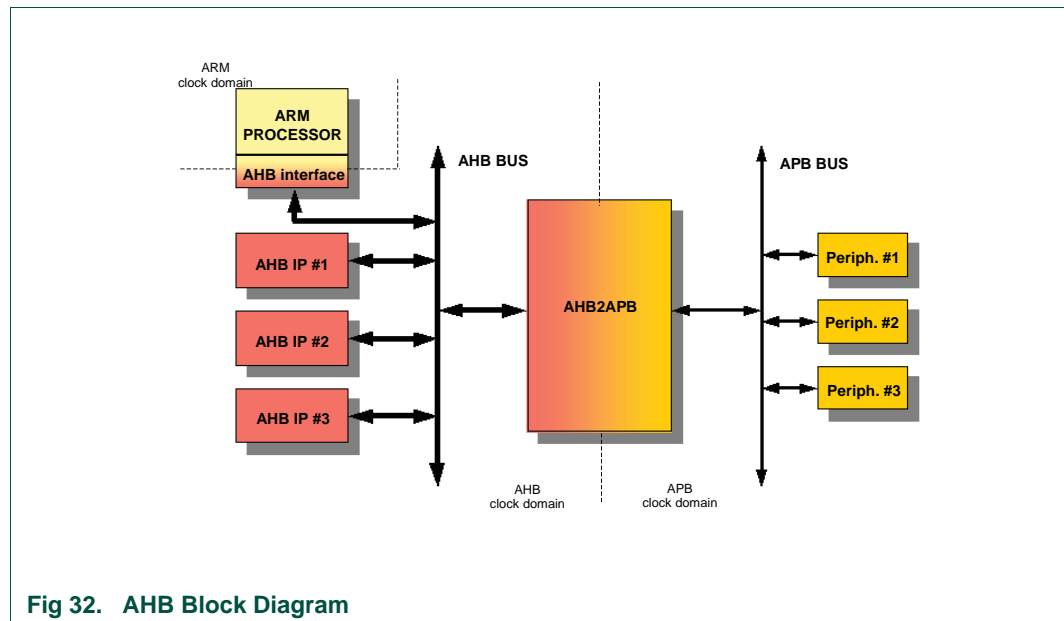 ARM
clock domain
ARM
PROCESSOR
AHB interface
AHB BUS
APB BUS
AHB IP #1
AHB IP #2
AHB IP #3
AHB2APB
Periph. #1
Periph. #2
Periph. #3
AHB
clock domain
APB
clock domain
Fig 32. AHB Block Diagram